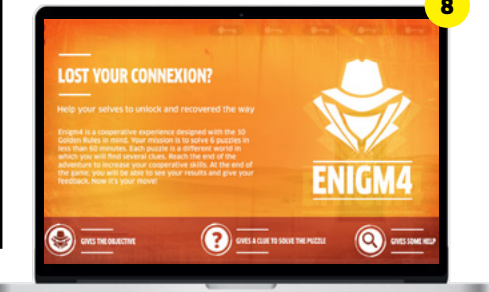 8
LOST YOUR CONNEXION?
Help your selves to unlock and recovered the way
Enigm4 is a cooperative experience designed with the 10
Golden Rules in mind. Your mission is to solve 6 puzzles in
less than 60 minutes. Each puzzle is a different world in
which you will find several clues. Reach the end of the
adventure to increase your cooperative skills. At the end of
the game, you will be able to see your results and give your
feedback. Now it's your move!
ENIGM4
GIVES THE OBJECTIVE
? GIVES A CLUE TO SOLVE THE PUZZLE
GIVES SOME HELP